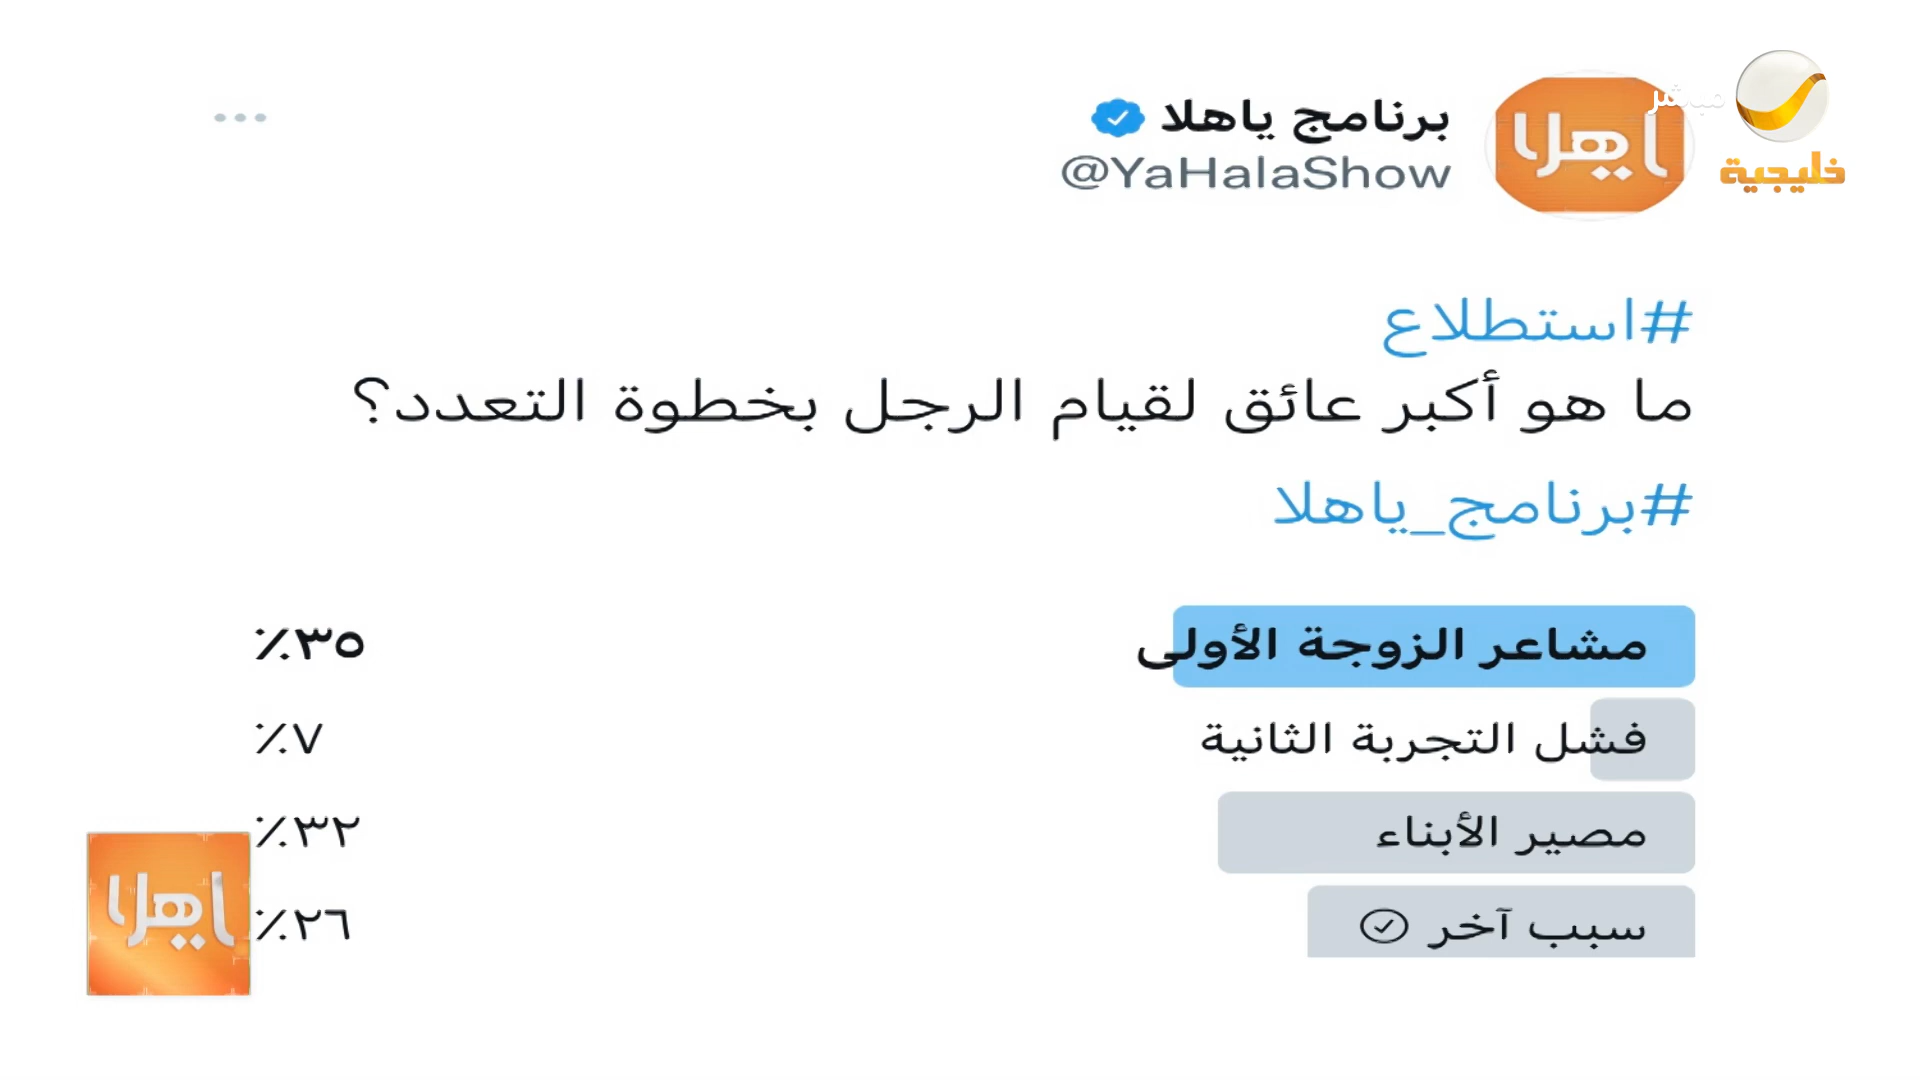 برنامج ياهلا
@YaHalaShow
ياهلا
مباشر
خليجية
#استطلاع
ما هو أكبر عائق لقيام الرجل بخطوة التعدد؟
#برنامج_ياهلا
مشاعر الزوجة الأولى ٣٥٪
فشل التجربة الثانية ٧٪
مصير الأبناء ٣٢٪
سبب آخر ٢٦٪
ياهلا